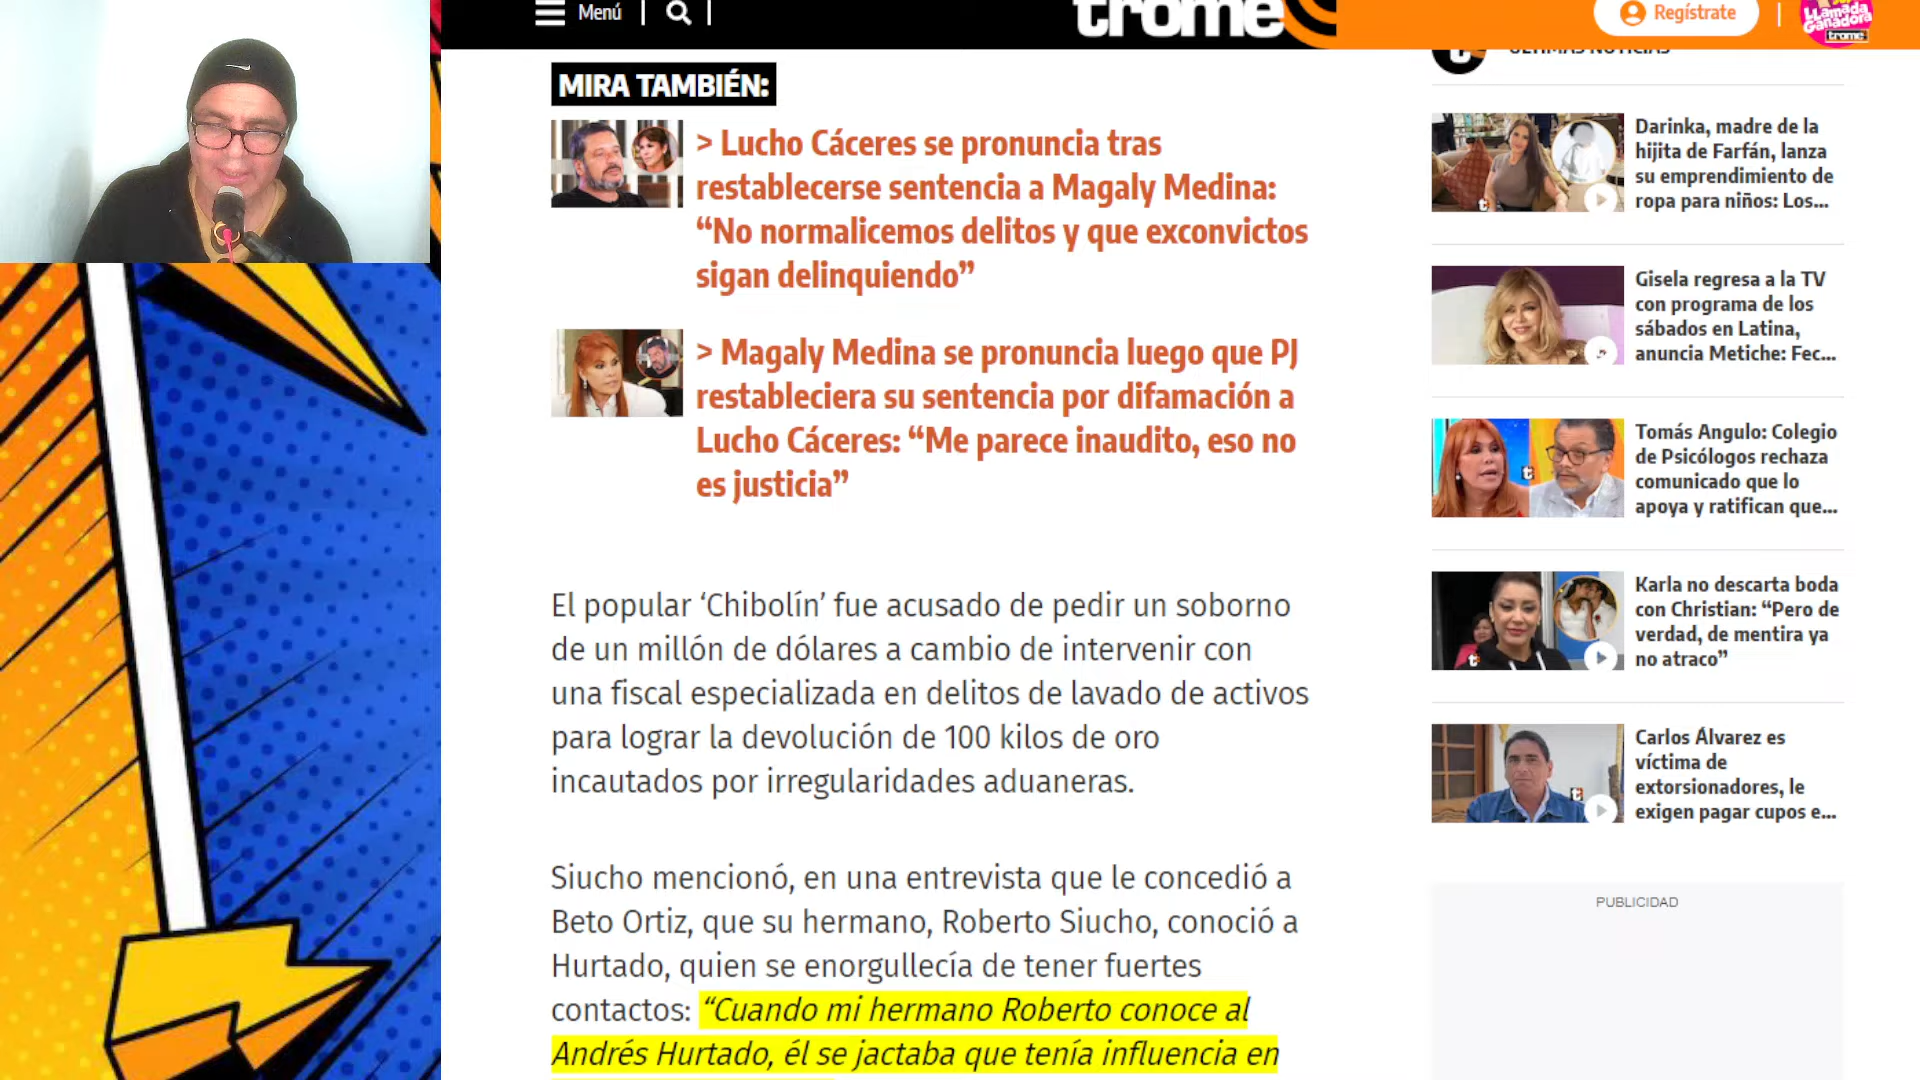 Menú
trome
Regístrate
Llamada
Ganadora
trome
MIRA TAMBIÉN:
> Lucho Cáceres se pronuncia tras
restablecerse sentencia a Magaly Medina:
“No normalicemos delitos y que exconvictos
sigan delinquiendo”
> Magaly Medina se pronuncia luego que PJ
restableciera su sentencia por difamación a
Lucho Cáceres: “Me parece inaudito, eso no
es justicia”
El popular ‘Chibolín’ fue acusado de pedir un soborno
de un millón de dólares a cambio de intervenir con
una fiscal especializada en delitos de lavado de activos
para lograr la devolución de 100 kilos de oro
incautados por irregularidades aduaneras.
Siucho mencionó, en una entrevista que le concedió a
Beto Ortiz, que su hermano, Roberto Siucho, conoció a
Hurtado, quien se enorgullecía de tener fuertes
contactos: “Cuando mi hermano Roberto conoce al
Andrés Hurtado, él se jactaba que tenía influencia en
ÚLTIMAS NOTICIAS
Darinka, madre de la
hijita de Farfán, lanza
su emprendimiento de
ropa para niños: Los...
Gisela regresa a la TV
con programa de los
sábados en Latina,
anuncia Metiche: Fec...
Tomás Angulo: Colegio
de Psicólogos rechaza
comunicado que lo
apoya y ratifican que...
Karla no descarta boda
con Christian: “Pero de
verdad, de mentira ya
no atraco”
Carlos Álvarez es
víctima de
extorsionadores, le
exigen pagar cupos e...
PUBLICIDAD